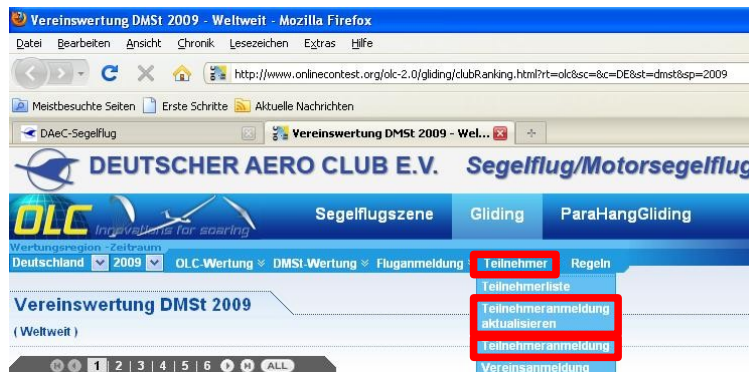 Vereinswertung DMSt 2009 - Weltweit - Mozilla Firefox
Datei Bearbeiten Ansicht Chronik Lesezeichen Extras Hilfe
http://www.onlinecontest.org/olc-2.0/gliding/clubRanking.html?rt=olc&sc=&c=DE&st=dmst&sp=2009
Meistbesuchte Seiten Erste Schritte Aktuelle Nachrichten
DAeC-Segelflug Vereinswertung DMSt 2009 - Wel...
DEUTSCHER AERO CLUB E.V. Segelflug/Motorsegelflug
OLC Innovations for soaring Segelflugszene Gliding ParaHangGliding
Wertungsregion -Zeitraum
Deutschland 2009 OLC-Wertung DMSt-Wertung Fluganmeldung Teilnehmer Regeln
Teilnehmerliste
Vereinswertung DMSt 2009
Teilnehmeranmeldung
aktualisieren
( Weltweit )
Teilnehmeranmeldung
1 | 2 | 3 | 4 | 5 | 6 ALL
Vereinsanmeldung